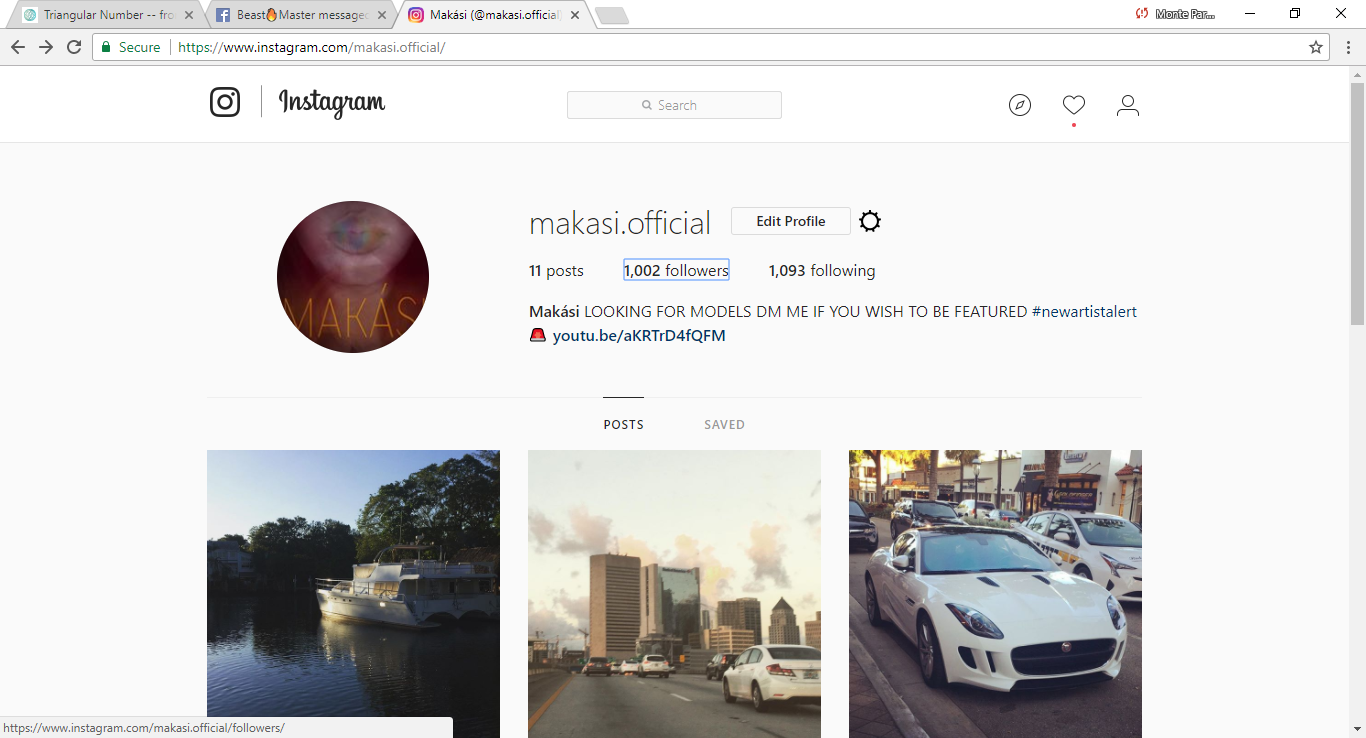 Triangular Number -- fro
Beast🔥Master messaged
Makási (@makasi.official)
Monte Par...
Secure
https://www.instagram.com/makasi.official/
Instagram
Search
makasi.official
Edit Profile
11 posts
1,002 followers
1,093 following
Makási LOOKING FOR MODELS DM ME IF YOU WISH TO BE FEATURED #newartistalert
🚨 youtu.be/aKRTrD4fQFM
MAKÁS
POSTS
SAVED
https://www.instagram.com/makasi.official/followers/